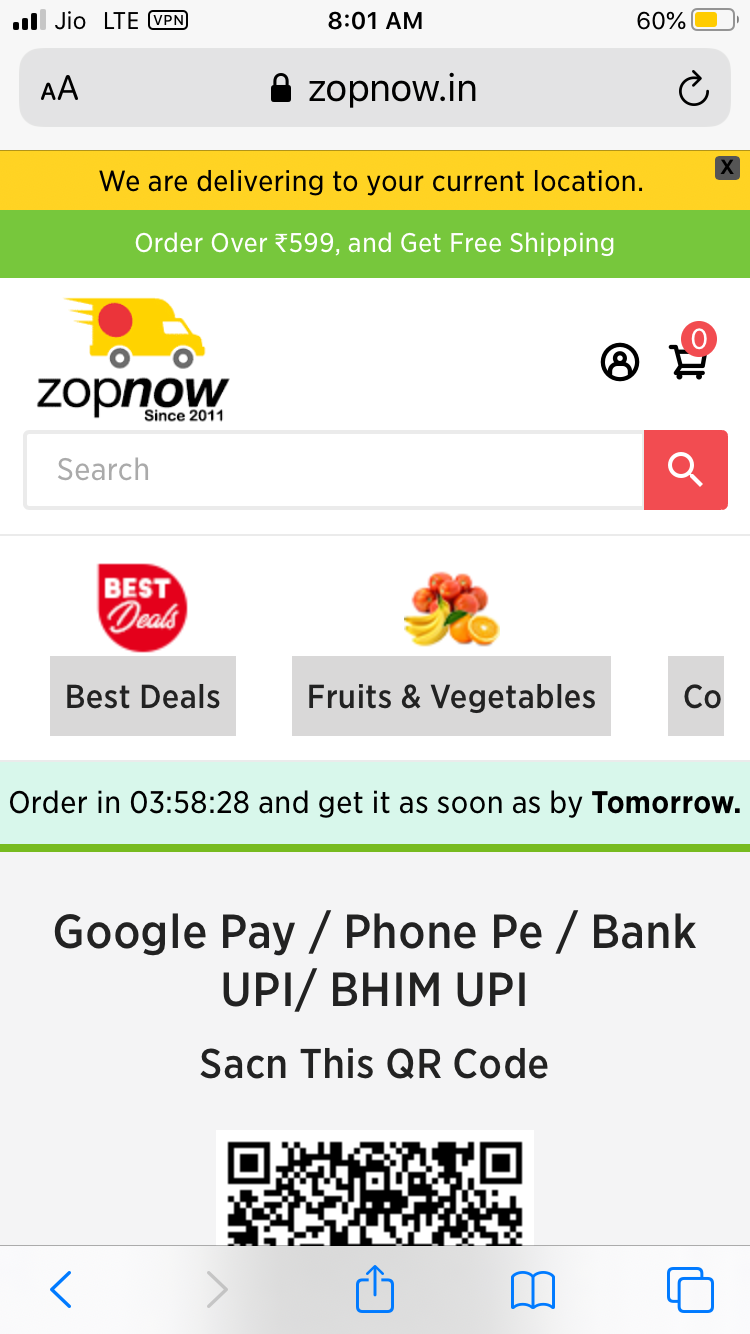 Jio LTE VPN 8:01 AM 60%
AA zopnow.in
We are delivering to your current location. X
Order Over ₹599, and Get Free Shipping
0
zopnow
Since 2011
Search
BEST
Deals
Best Deals Fruits & Vegetables Co
Order in 03:58:28 and get it as soon as by Tomorrow.
Google Pay / Phone Pe / Bank
UPI/ BHIM UPI
Sacn This QR Code